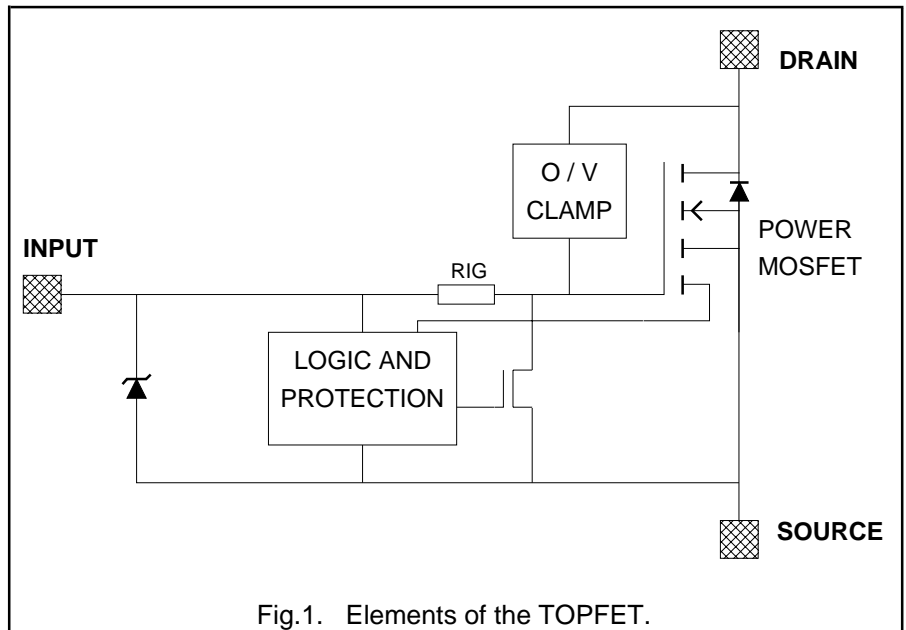 DRAIN
O / V
CLAMP
POWER
MOSFET
INPUT
RIG
LOGIC AND
PROTECTION
SOURCE
Fig.1. Elements of the TOPFET.